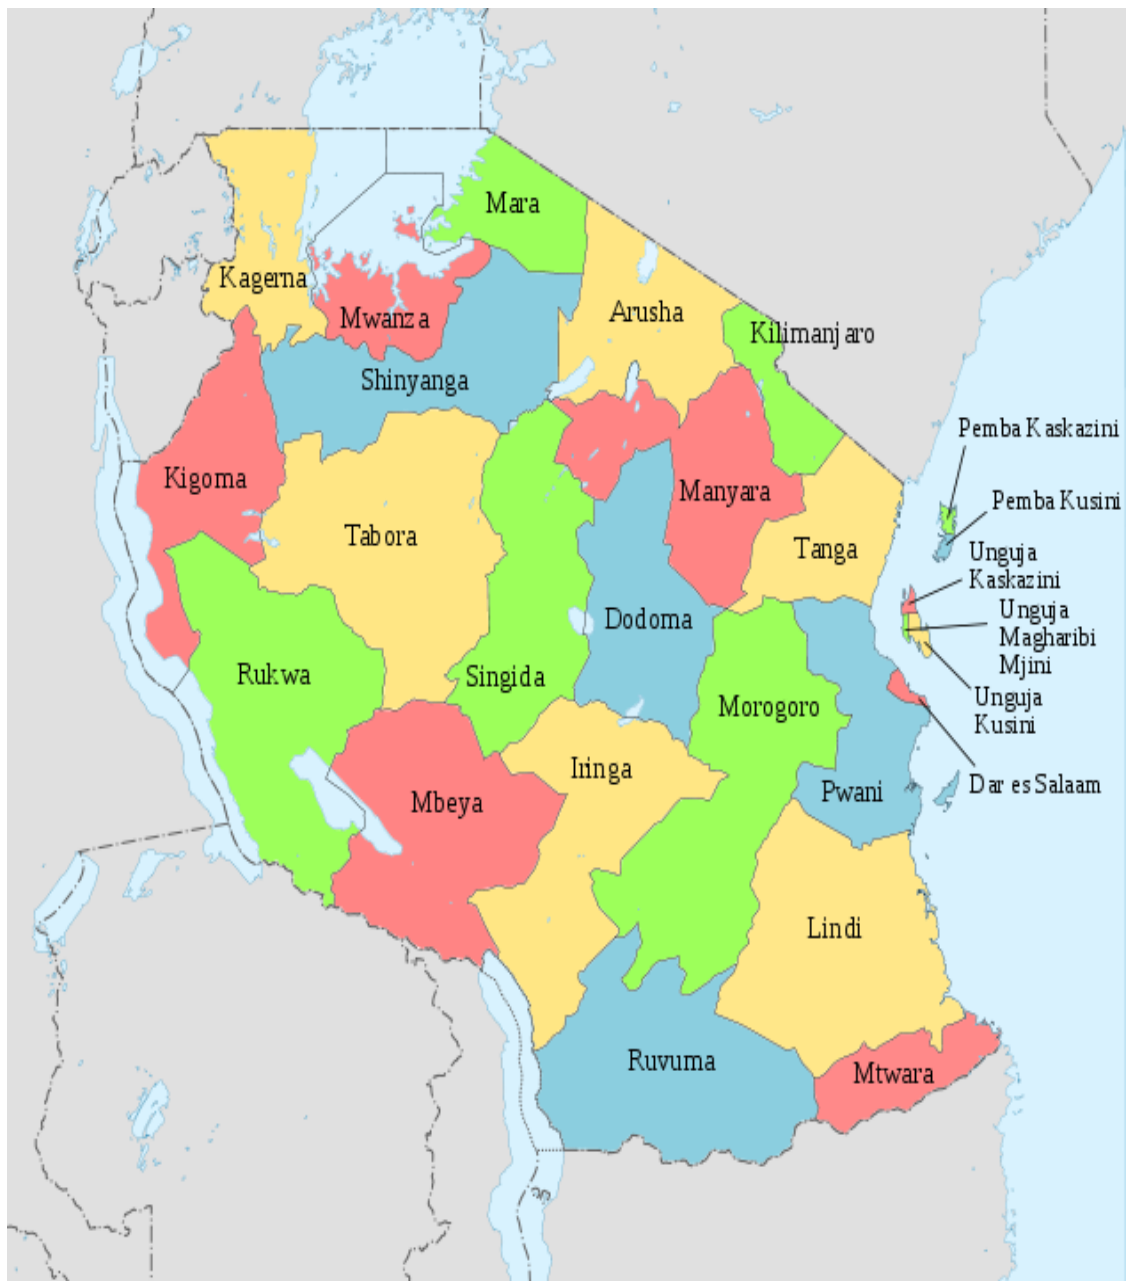 Mara
Kagerna
Mwanza
Arusha
Kilimanjaro
Shinyanga
Pemba Kaskazini
Kigoma
Manyara
Pemba Kusini
Tabora
Tanga
Unguja
Kaskazini
Dodoma
Unguja
Magharibi
Mjini
Rukwa
Singida
Morogoro
Unguja
Kusini
Iringa
Mbeya
Pwani
Dar es Salaam
Lindi
Ruvuma
Mtwara